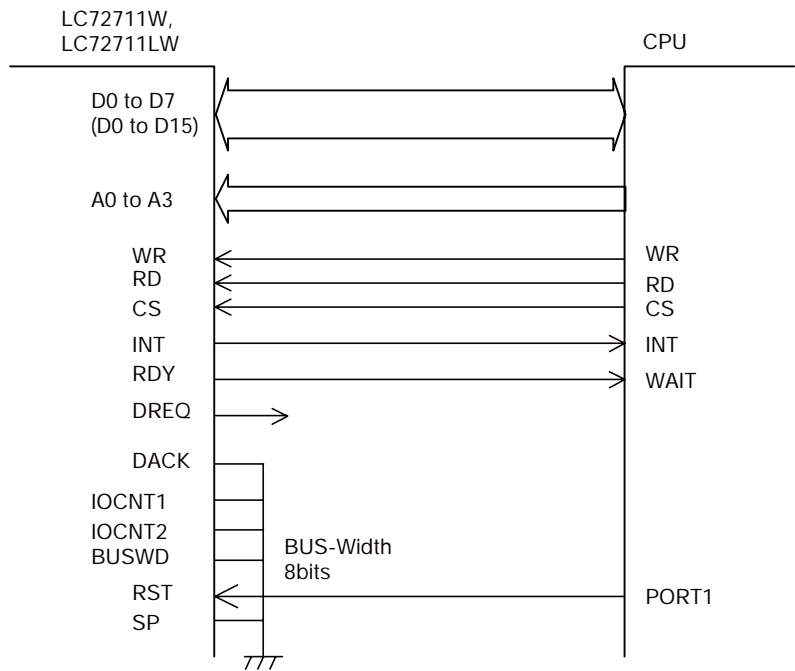 LC72711W,
LC72711LW
CPU
D0 to D7
(D0 to D15)
A0 to A3
WR
WR
RD
RD
CS
CS
INT
INT
RDY
WAIT
DREQ
DACK
IOCNT1
IOCNT2
BUSWD
BUS-Width
8bits
RST
PORT1
SP